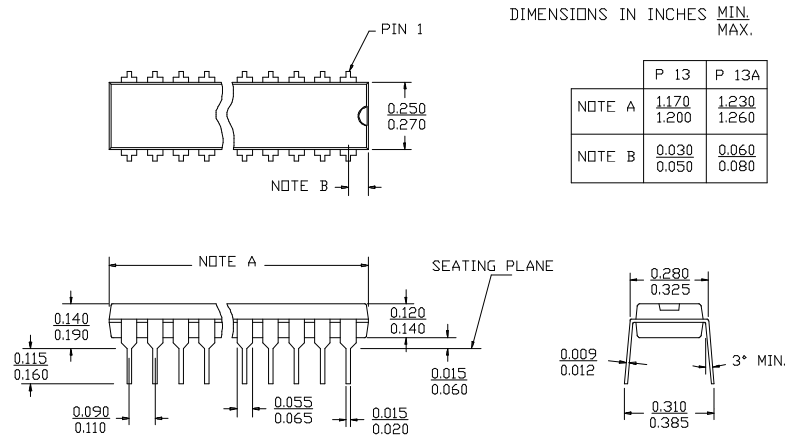 DIMENSIONS IN INCHES MIN.
MAX.
PIN 1
P 13 P 13A
NOTE A 1.170 1.230
1.200 1.260
NOTE B 0.030 0.060
0.050 0.080
0.250
0.270
NOTE B
NOTE A
SEATING PLANE
0.280
0.325
0.140
0.190
0.120
0.140
0.115
0.160
0.015
0.060
0.009
0.012
3° MIN.
0.090
0.110
0.055
0.065
0.015
0.020
0.310
0.385